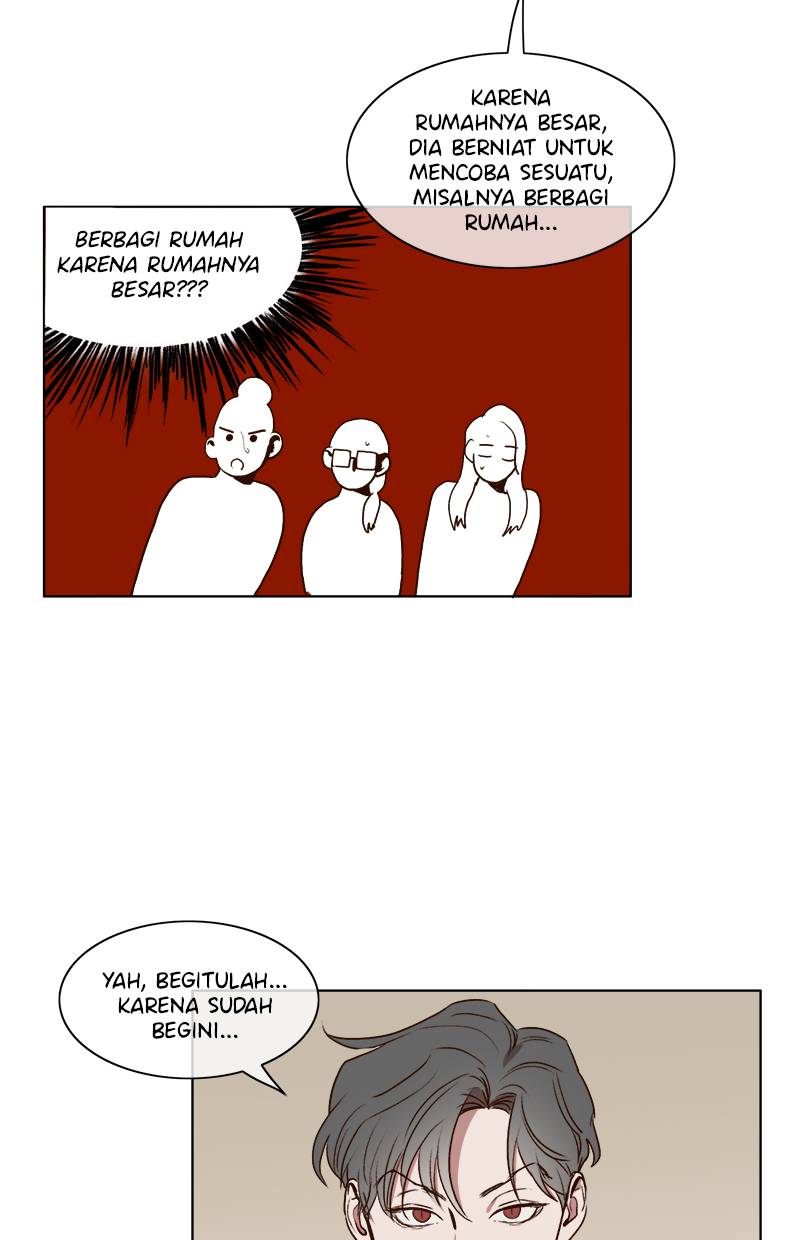 KARENA
RUMAHNYA BESAR,
DIA BERNIAT UNTUK
MENCOBA SESUATU,
MISALNYA BERBAGI
RUMAH...
BERBAGI RUMAH
KARENA RUMAHNYA
BESAR???
YAH, BEGITULAH...
KARENA SUDAH
BEGINI...